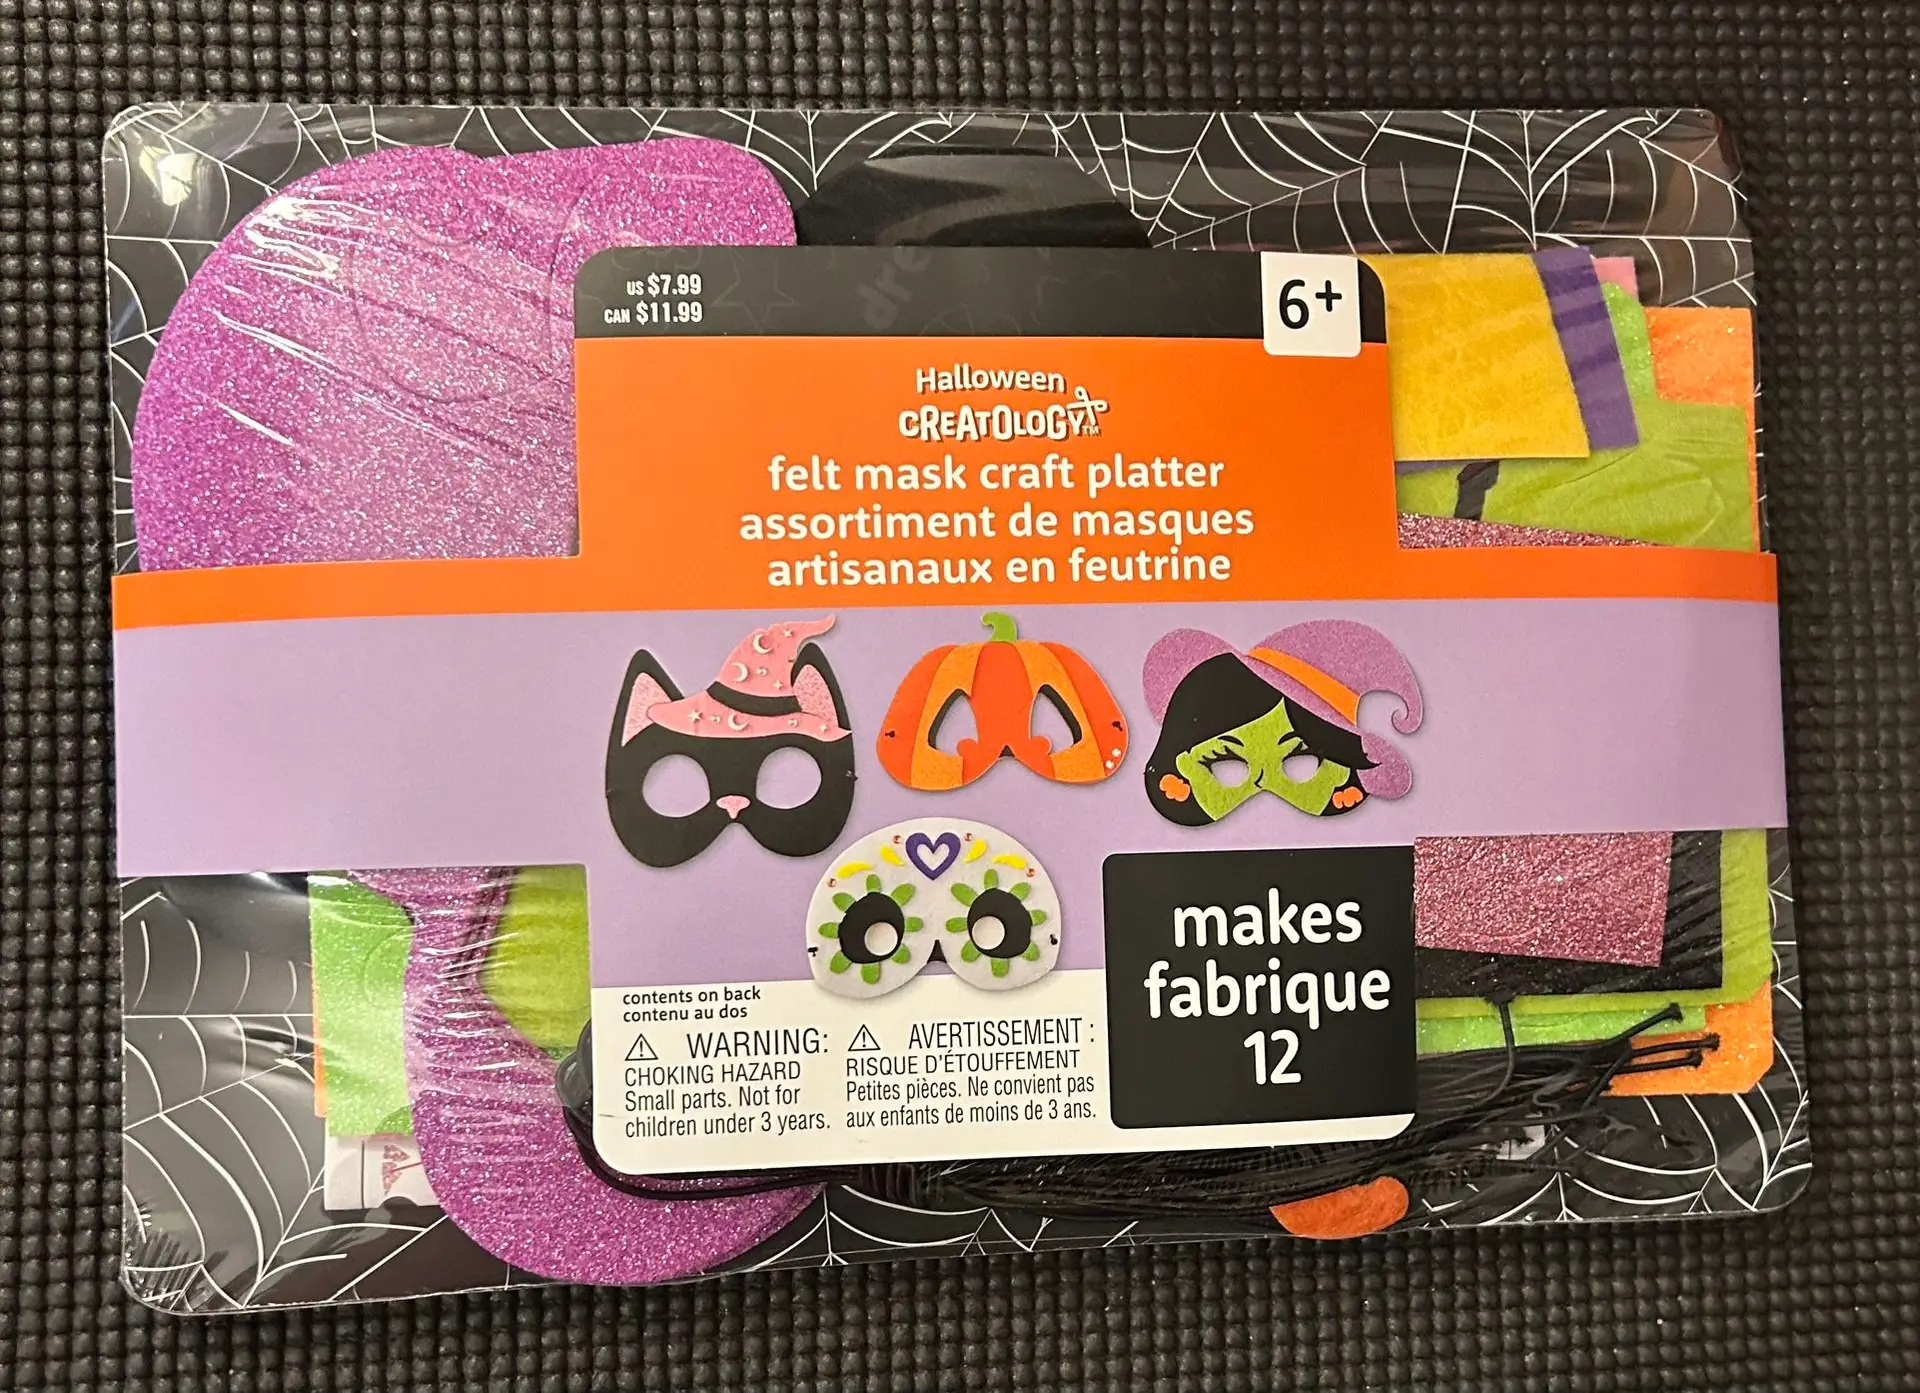 US $7.99
CAN $11.99
6+
Halloween
CREATOLOGY™
felt mask craft platter
assortiment de masques
artisanaux en feutrine
contents on back
contenu au dos
⚠ WARNING:
CHOKING HAZARD
Small parts. Not for
children under 3 years.
⚠ AVERTISSEMENT :
RISQUE D'ÉTOUFFEMENT
Petites pièces. Ne convient pas
aux enfants de moins de 3 ans.
makes
fabrique
12